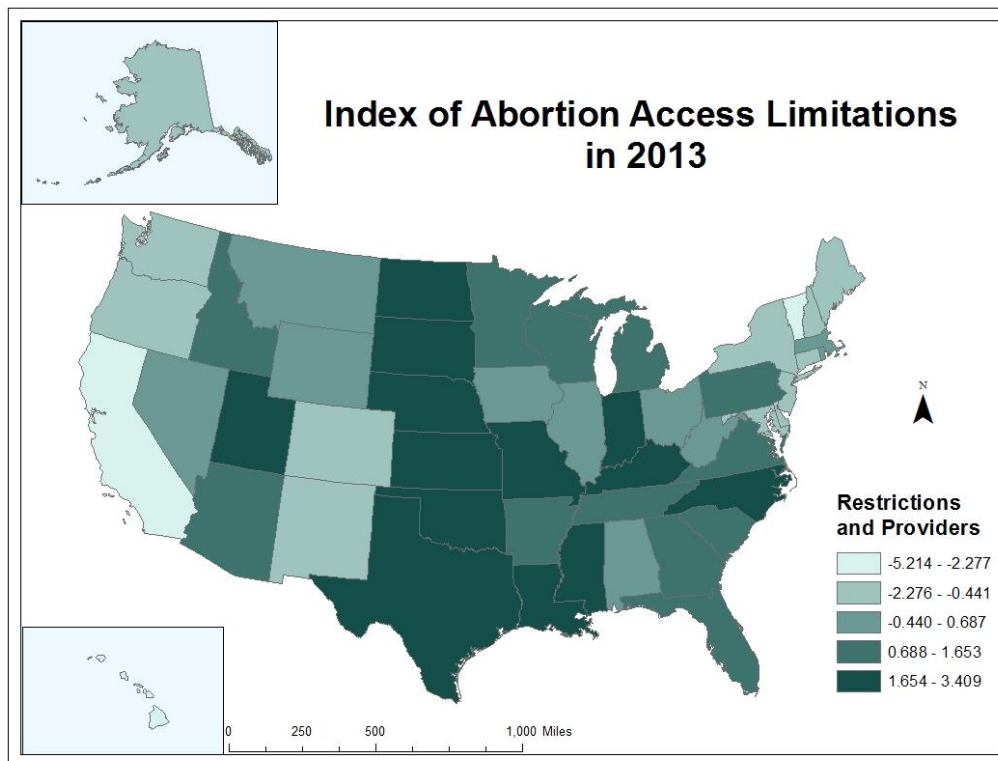 Index of Abortion Access Limitations
in 2013
N
Restrictions
and Providers
-5.214 - -2.277
-2.276 - -0.441
-0.440 - 0.687
0.688 - 1.653
1.654 - 3.409
0 250 500 1,000 Miles